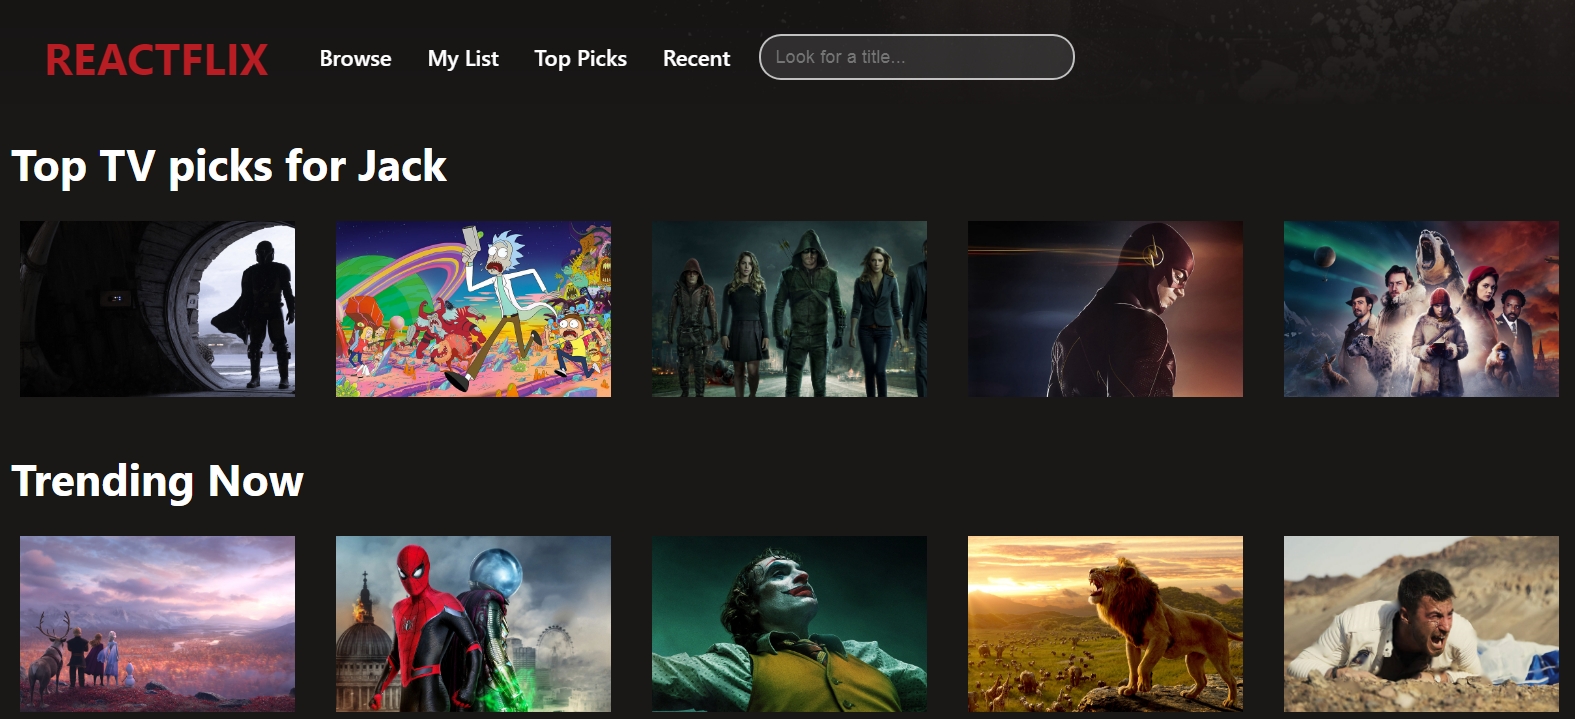 REACTFLIX Browse My List Top Picks Recent Look for a title...
Top TV picks for Jack
Trending Now